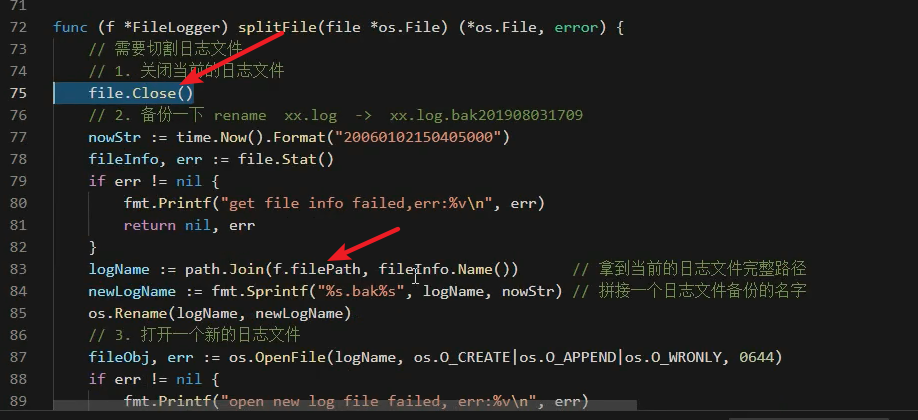 71
72 func (f *FileLogger) splitFile(file *os.File) (*os.File, error) {
73 // 需要切割日志文件
74 // 1. 关闭当前的日志文件
75 file.Close()
76 // 2. 备份一下 rename xx.log -> xx.log.bak201908031709
77 nowStr := time.Now().Format("20060102150405000")
78 fileInfo, err := file.Stat()
79 if err != nil {
80 fmt.Printf("get file info failed,err:%v\n", err)
81 return nil, err
82 }
83 logName := path.Join(f.filePath, fileInfo.Name()) // 拿到当前的日志文件完整路径
84 newLogName := fmt.Sprintf("%s.bak%s", logName, nowStr) // 拼接一个日志文件备份的名字
85 os.Rename(logName, newLogName)
86 // 3. 打开一个新的日志文件
87 fileObj, err := os.OpenFile(logName, os.O_CREATE|os.O_APPEND|os.O_WRONLY, 0644)
88 if err != nil {
89 fmt.Printf("open new log file failed, err:%v\n", err)